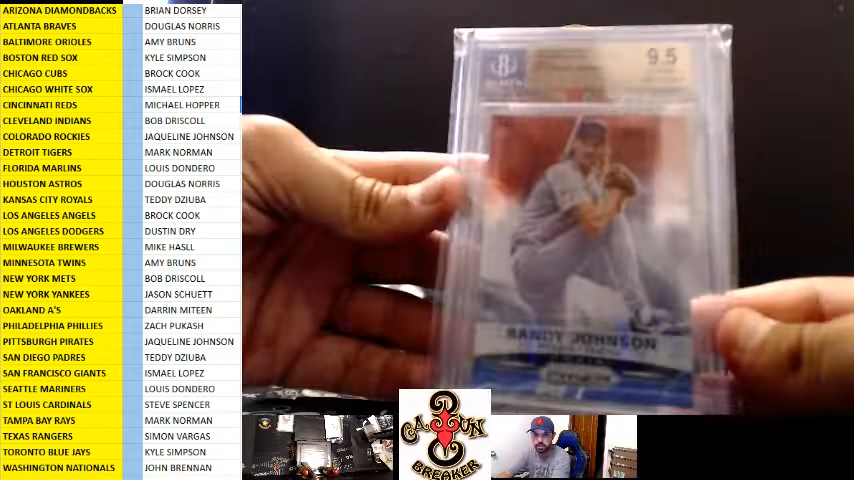 ARIZONA DIAMONDBACKS BRIAN DORSEY
ATLANTA BRAVES DOUGLAS NORRIS
BALTIMORE ORIOLES AMY BRUNS
BOSTON RED SOX KYLE SIMPSON
CHICAGO CUBS BROCK COOK
CHICAGO WHITE SOX ISMAEL LOPEZ
CINCINNATI REDS MICHAEL HOPPER
CLEVELAND INDIANS BOB DRISCOLL
COLORADO ROCKIES JAQUELINE JOHNSON
DETROIT TIGERS MARK NORMAN
FLORIDA MARLINS LOUIS DONDERO
HOUSTON ASTROS DOUGLAS NORRIS
KANSAS CITY ROYALS TEDDY DZIUBA
LOS ANGELES ANGELS BROCK COOK
LOS ANGELES DODGERS DUSTIN DRY
MILWAUKEE BREWERS MIKE HASLL
MINNESOTA TWINS AMY BRUNS
NEW YORK METS BOB DRISCOLL
NEW YORK YANKEES JASON SCHUETT
OAKLAND A'S DARRIN MITEEN
PHILADELPHIA PHILLIES ZACH PUKASH
PITTSBURGH PIRATES JAQUELINE JOHNSON
SAN DIEGO PADRES TEDDY DZIUBA
SAN FRANCISCO GIANTS ISMAEL LOPEZ
SEATTLE MARINERS LOUIS DONDERO
ST LOUIS CARDINALS STEVE SPENCER
TAMPA BAY RAYS MARK NORMAN
TEXAS RANGERS SIMON VARGAS
TORONTO BLUE JAYS KYLE SIMPSON
WASHINGTON NATIONALS JOHN BRENNAN
9.5
RANDY JOHNSON
PRIZM
CAJUN
BREAKER